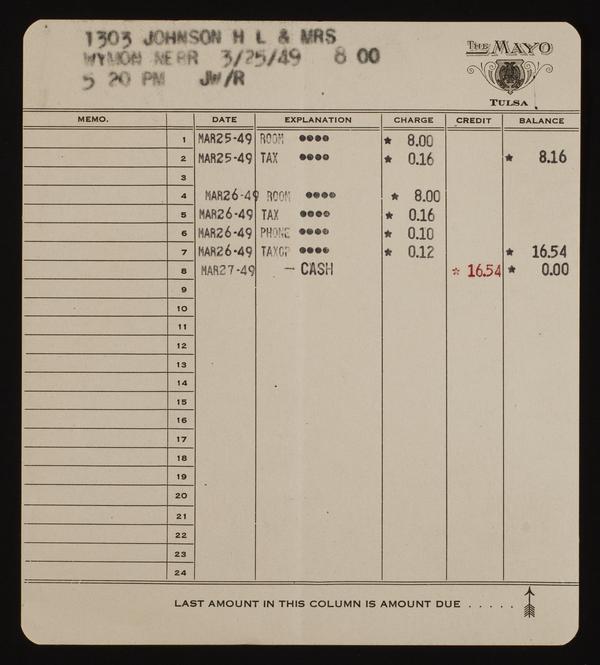 1303 JOHNSON H L & MRS
WYMON NEBR 3/25/49 8 00
5 20 PM JW/R
THE MAYO
TULSA
MEMO. DATE EXPLANATION CHARGE CREDIT BALANCE
1 MAR25-49 ROOM •••• * 8.00
2 MAR25-49 TAX •••• * 0.16 * 8.16
3
4 MAR26-49 ROOM •••• * 8.00
5 MAR26-49 TAX •••• * 0.16
6 MAR26-49 PHONE •••• * 0.10
7 MAR26-49 •••• * 0.12 * 16.54
8 MAR27-49 — CASH * 16.54 * 0.00
9
10
11
12
13
14
15
16
17
18
19
20
21
22
23
24
LAST AMOUNT IN THIS COLUMN IS AMOUNT DUE . . . . .